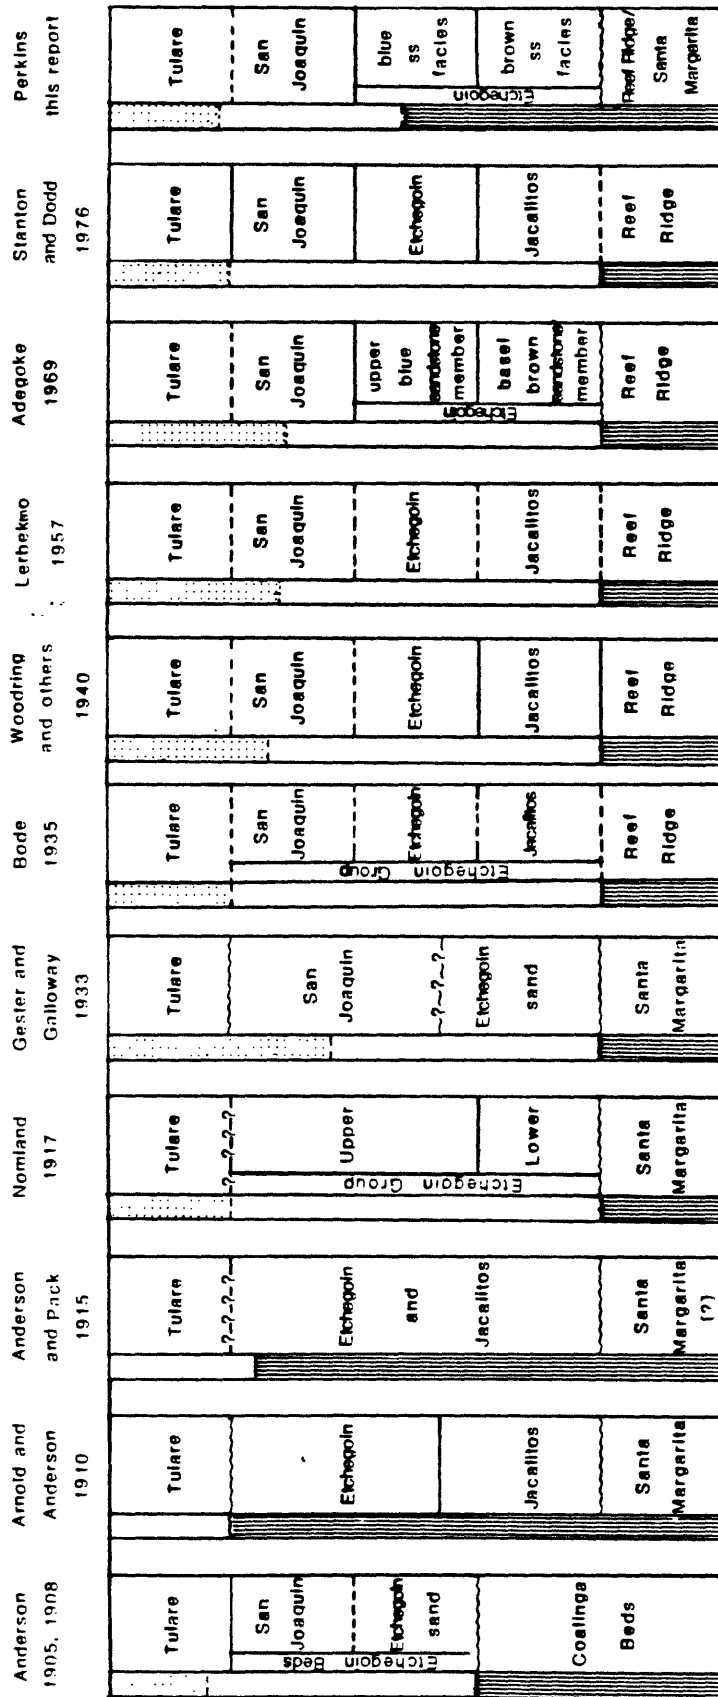 Anderson
1905, 1908
Tulare
San
Joaquin
Etchegoin
sand
Etchegoin Beds
Coalinga
Beds
Arnold and
Anderson
1910
Tulare
Etchegoin
Jacalitos
Santa
Margarita
Anderson
and Pack
1915
Tulare
?-?-?-?-
Etchegoin
and
Jacalitos
Santa
Margarita
(?)
Nomland
1917
Tulare
?-?-?-?-
Upper
Lower
Etchegoin Group
Santa
Margarita
Gester and
Galloway
1933
Tulare
San
Joaquin
~?~?~?~
Etchegoin
sand
Santa
Margarita
Bode
1935
Tulare
San
Joaquin
Etchegoin
Jacalitos
Etchegoin Group
Reef
Ridge
Woodring
and others
1940
Tulare
San
Joaquin
Etchegoin
Jacalitos
Reef
Ridge
Lerbekmo
1957
Tulare
San
Joaquin
Etchegoin
Jacalitos
Reef
Ridge
Adegoke
1969
Tulare
San
Joaquin
upper
blue
sandstone
member
basel
brown
sandstone
member
Etchegoin
Reef
Ridge
Stanton
and Dodd
1976
Tulare
San
Joaquin
Etchegoin
Jacalitos
Reef
Ridge
Perkins
this report
Tulare
San
Joaquin
blue
ss
facies
brown
ss
facies
Etchegoin
Reef Ridge/
Santa
Margarita